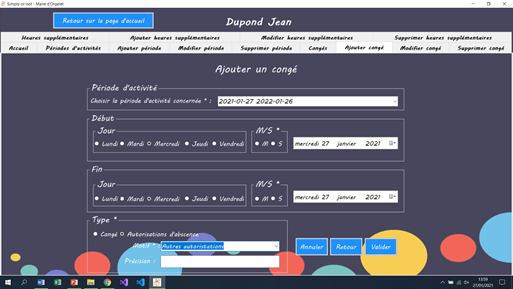 Simply-or-not - Mairie d'Orgelet
Retour sur la page d'accueil
Dupond Jean
Heures supplémentaires Ajouter heures supplémentaires Modifier heures supplémentaires Supprimer heures supplémentaires
Accueil Périodes d'activités Ajouter période Modifier période Supprimer période Congés Ajouter congé Modifier congé Supprimer congé
Ajouter un congé
Période d'activité
Choisir la période d'activité concernée * : 2021-01-27 2022-01-26
Début
Jour M/S *
Lundi Mardi Mercredi Jeudi Vendredi M S mercredi 27 janvier 2021
Fin
Jour M/S *
Lundi Mardi Mercredi Jeudi Vendredi M S mercredi 27 janvier 2021
Type *
Congé Autorisations d'abscence
Motif * : Autres autoristations
Annuler Retour Valider
Précision :
13:59
27/01/2021